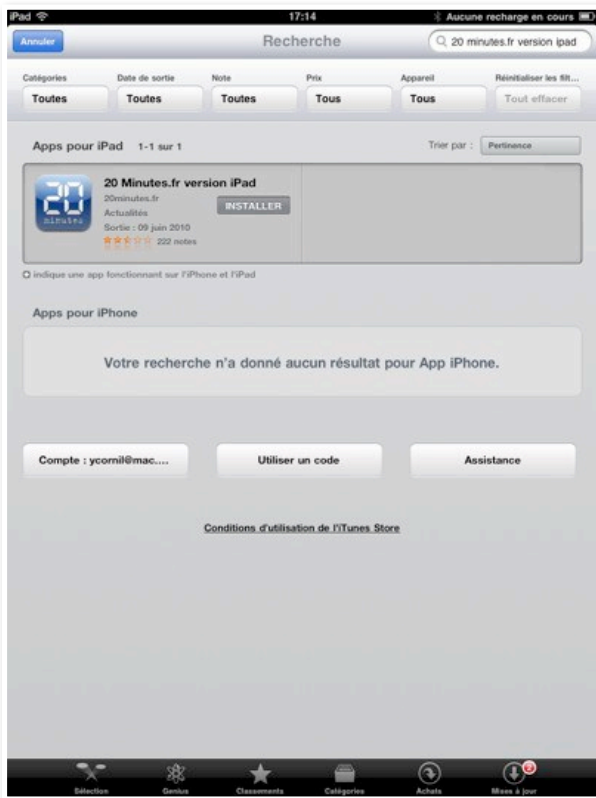 iPad 17:14 Aucune recharge en cours
Annuler Recherche 20 minutes.fr version ipad
Catégories Date de sortie Note Prix Appareil Réinitialiser les filt...
Toutes Toutes Toutes Tous Tous Tout effacer
Apps pour iPad 1-1 sur 1 Trier par : Pertinence
20 minutes
20 Minutes.fr version iPad
20minutes.fr
Actualités
INSTALLER
Sortie : 09 juin 2010
222 notes
indique une app fonctionnant sur l'iPhone et l'iPad
Apps pour iPhone
Votre recherche n'a donné aucun résultat pour App iPhone.
Compte : ycornil@mac.... Utiliser un code Assistance
Conditions d'utilisation de l'iTunes Store
Sélection Genius Classements Catégories Achats Mises à jour